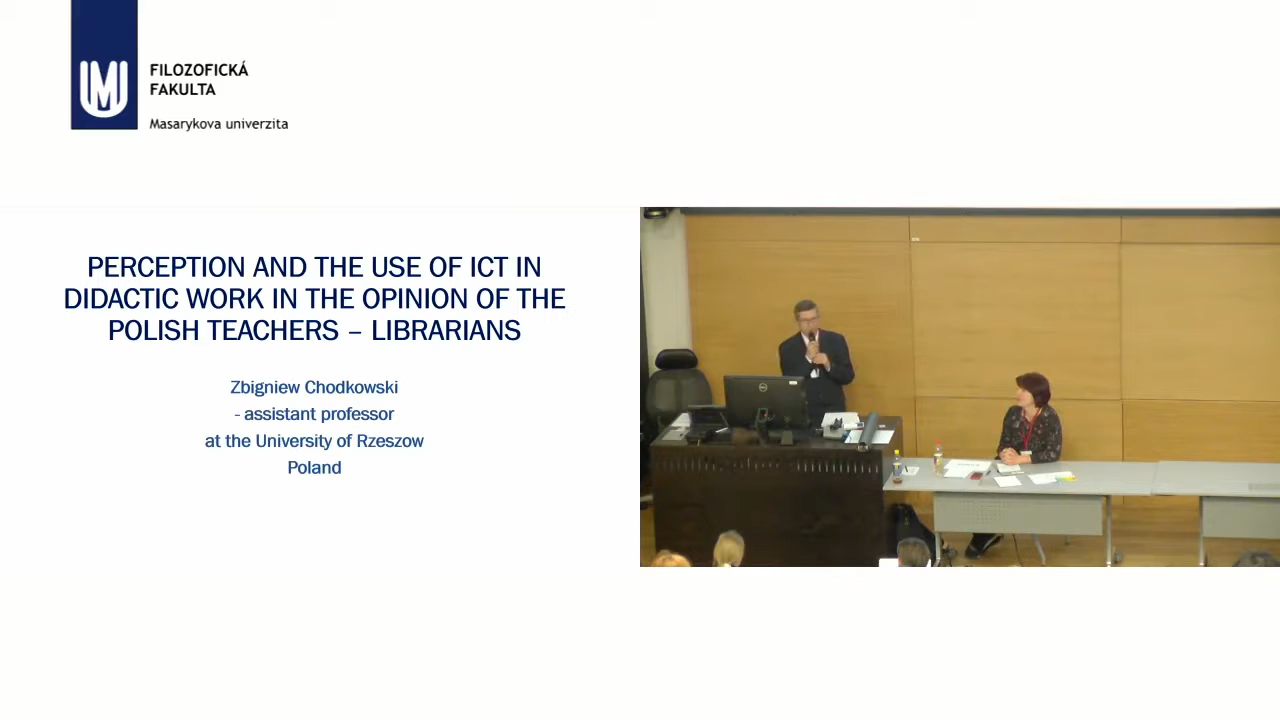 FILOZOFICKÁ
FAKULTA
Masarykova univerzita
PERCEPTION AND THE USE OF ICT IN
DIDACTIC WORK IN THE OPINION OF THE
POLISH TEACHERS – LIBRARIANS
Zbigniew Chodkowski
- assistant professor
at the University of Rzeszow
Poland
DELL